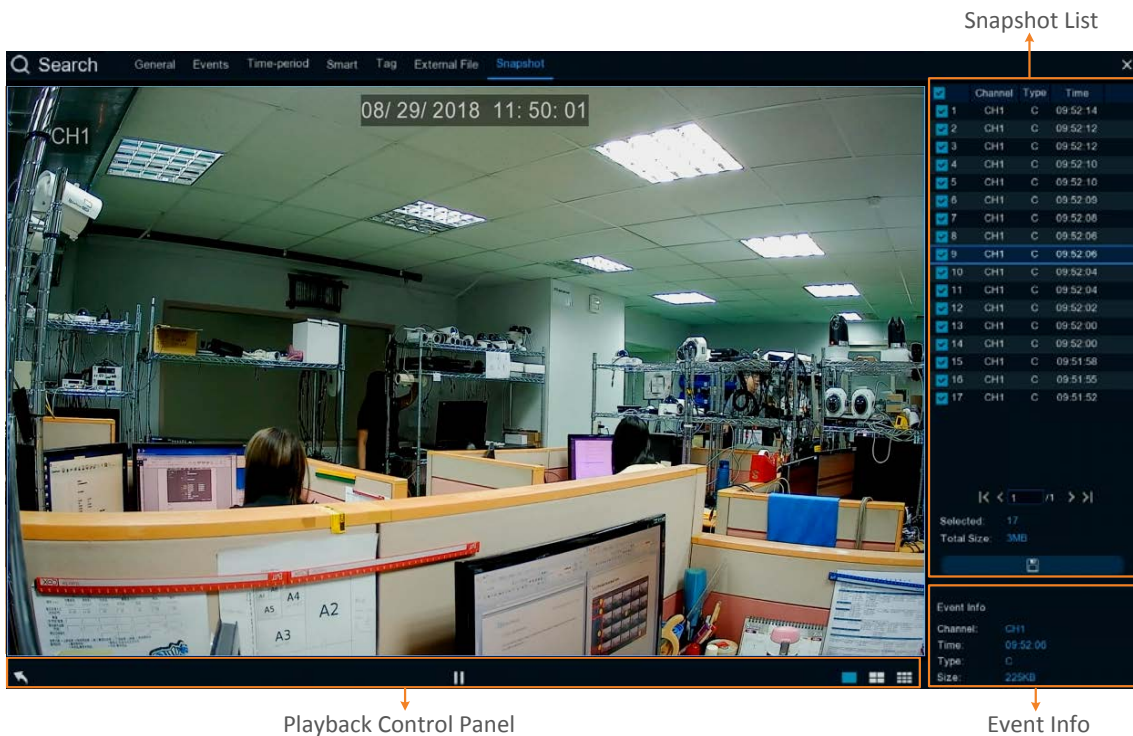 Snapshot List
Search General Events Time-period Smart Tag External File Snapshot
08/ 29/ 2018 11: 50: 01
CH1
Channel Type Time
1 CH1 C 09:52:14
2 CH1 C 09:52:12
3 CH1 C 09:52:12
4 CH1 C 09:52:10
5 CH1 C 09:52:10
6 CH1 C 09:52:09
7 CH1 C 09:52:08
8 CH1 C 09:52:06
9 CH1 C 09:52:06
10 CH1 C 09:52:04
11 CH1 C 09:52:04
12 CH1 C 09:52:02
13 CH1 C 09:52:00
14 CH1 C 09:52:00
15 CH1 C 09:51:58
16 CH1 C 09:51:55
17 CH1 C 09:51:52
1 /1
Selected: 17
Total Size: 3MB
A4
A5
A2
A3
Event Info
Channel: CH1
Time: 09:52:06
Type: C
Size: 225KB
Playback Control Panel
Event Info